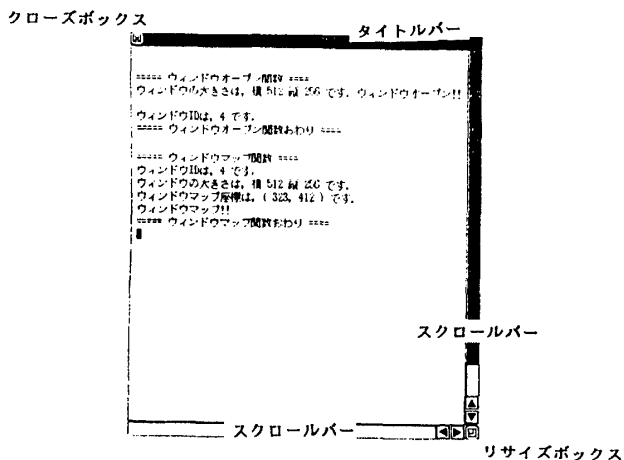 クローズボックス
タイトルバー
===== ウィンドウオープン関数 ====
ウィンドウの大きさは, 横 512 縦 256 です. ウィンドウオープン!!
ウィンドウIDは, 4 です.
===== ウィンドウオープン関数おわり ====
===== ウィンドウマップ関数 ====
ウィンドウIDは, 4 です.
ウィンドウの大きさは, 横 512 縦 256 です.
ウィンドウマップ座標は, ( 323, 412 ) です.
ウィンドウマップ!!
===== ウィンドウマップ関数おわり ====
スクロールバー
スクロールバー
リサイズボックス